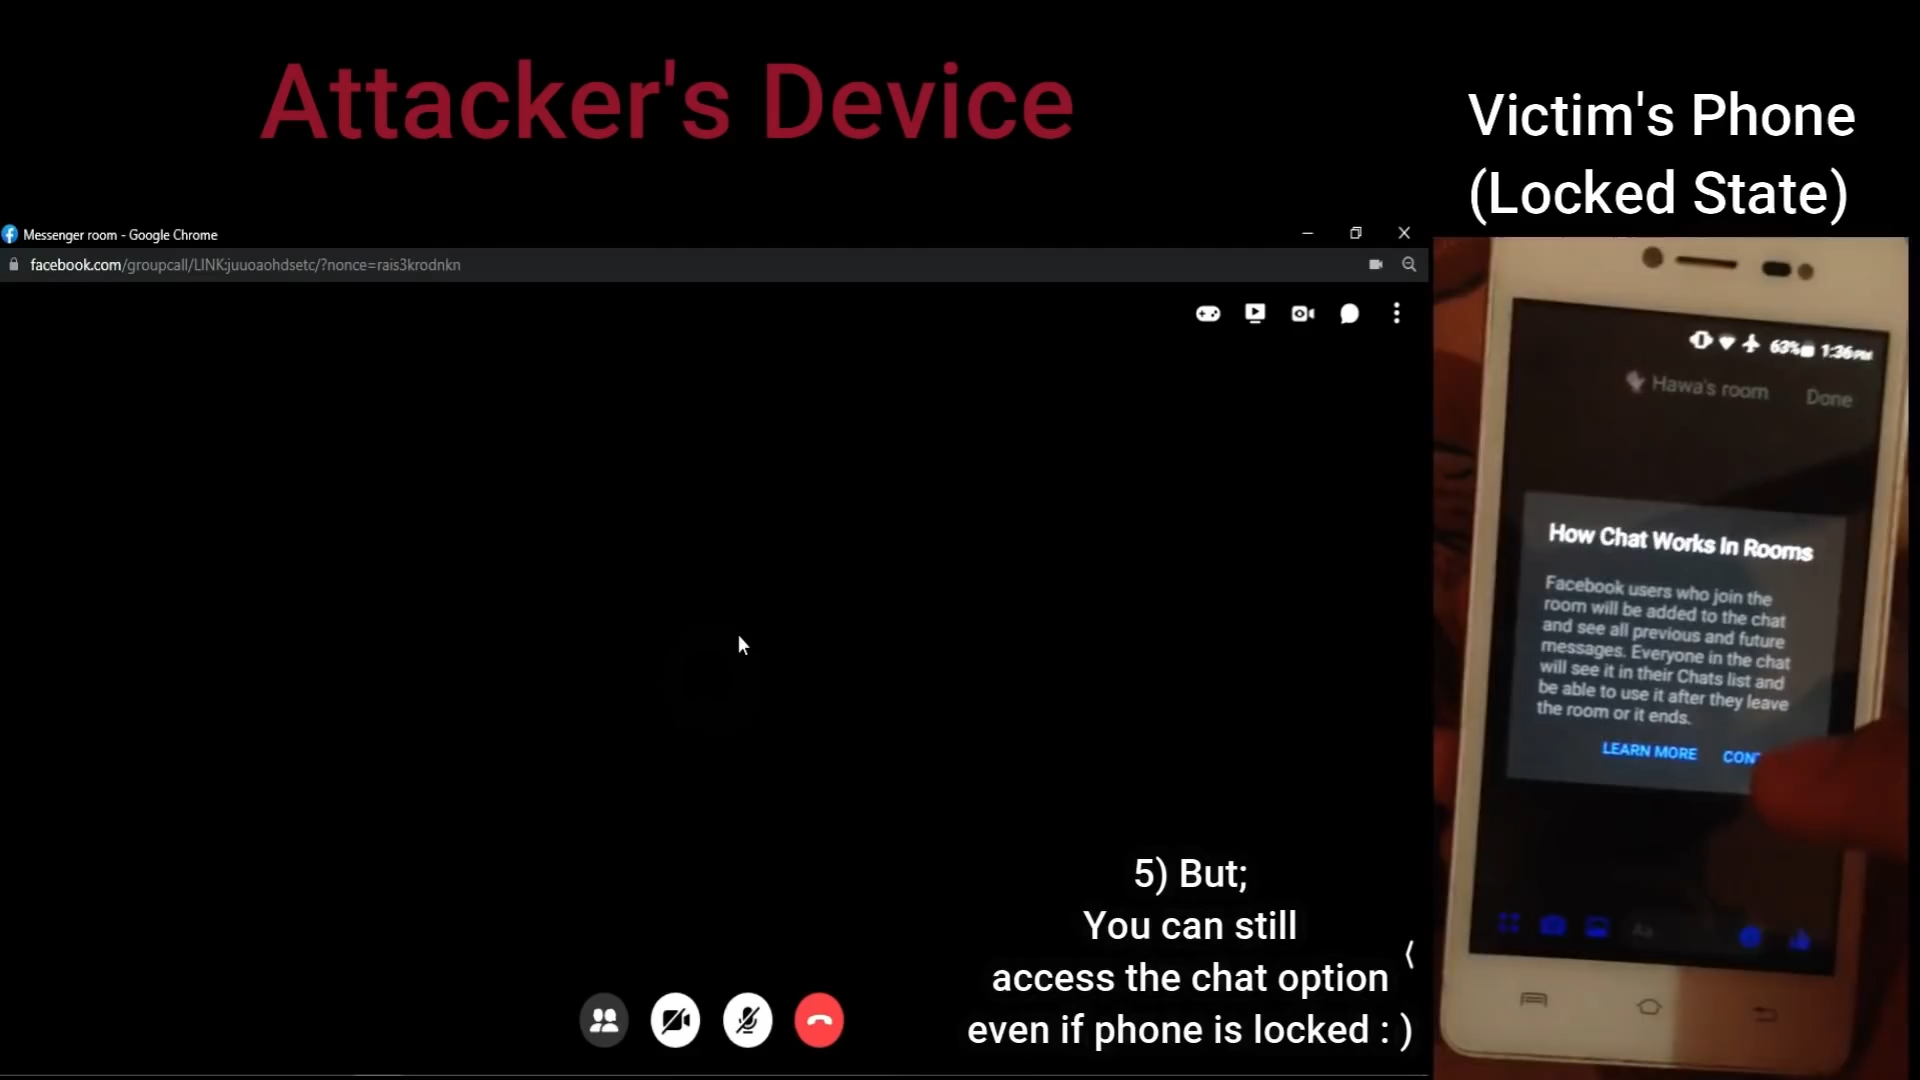 Attacker's Device
Victim's Phone
(Locked State)
Messenger room - Google Chrome
facebook.com/groupcall/LINK:juuoaohdsetc/?nonce=rais3krodnkn
63% 1:36PM
Hawa's room
Done
How Chat Works In Rooms
Facebook users who join the
room will be added to the chat
and see all previous and future
messages. Everyone in the chat
will see it in their Chats list and
be able to use it after they leave
the room or it ends.
LEARN MORE
Aa
5) But;
You can still
access the chat option
even if phone is locked : )